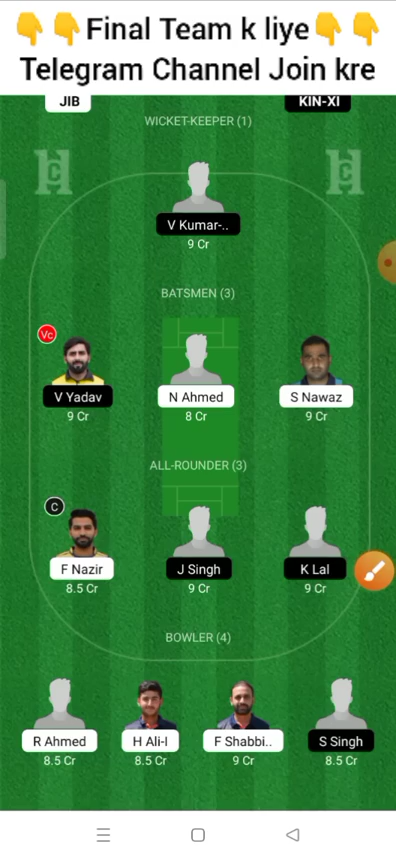 👇👇Final Team k liye👇👇
Telegram Channel Join kre
JIB KIN-XI
WICKET-KEEPER (1)
V Kumar-..
9 Cr
BATSMEN (3)
Vc
V Yadav N Ahmed S Nawaz
9 Cr 8 Cr 9 Cr
ALL-ROUNDER (3)
C
F Nazir J Singh K Lal
8.5 Cr 9 Cr 9 Cr
BOWLER (4)
R Ahmed H Ali-I F Shabbi.. S Singh
8.5 Cr 8.5 Cr 9 Cr 8.5 Cr